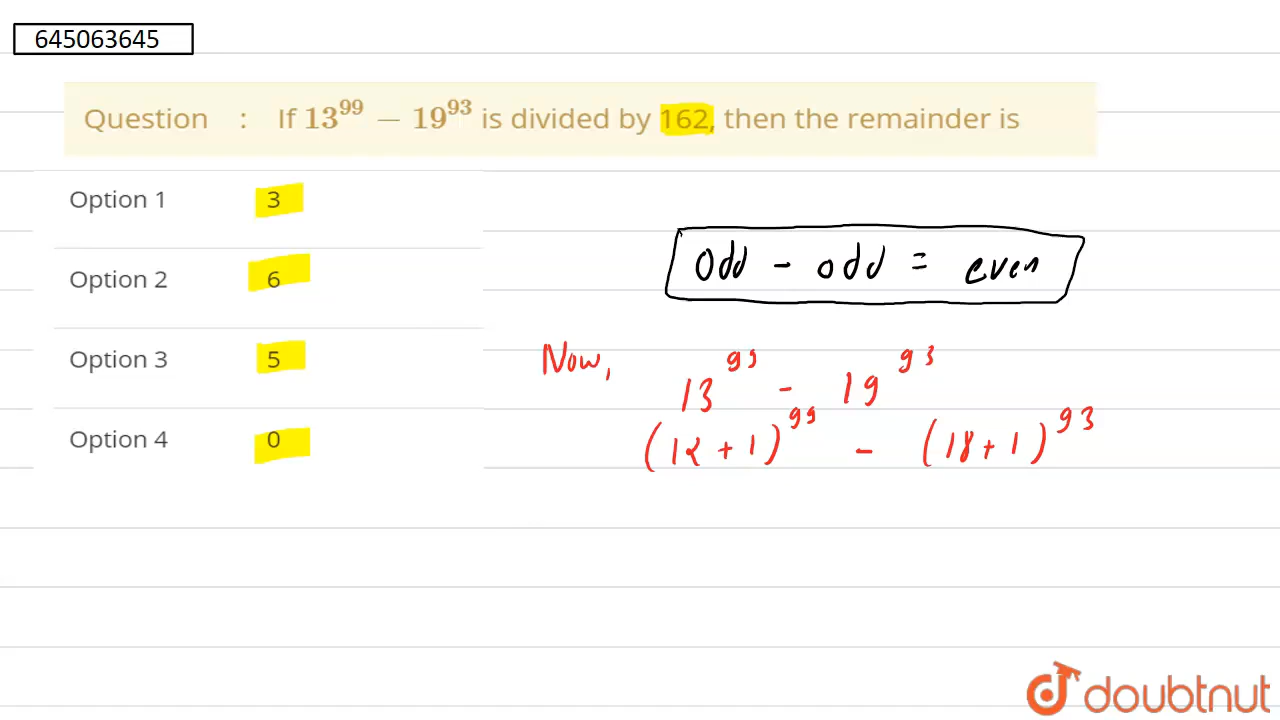 645063645
Question : If 13^99 − 19^93 is divided by 162, then the remainder is
Option 1 3
Option 2 6
Option 3 5
Option 4 0
odd - odd = even
Now,
13^99 - 19^93
(12 + 1)^99 - (18 + 1)^93
doubtnut